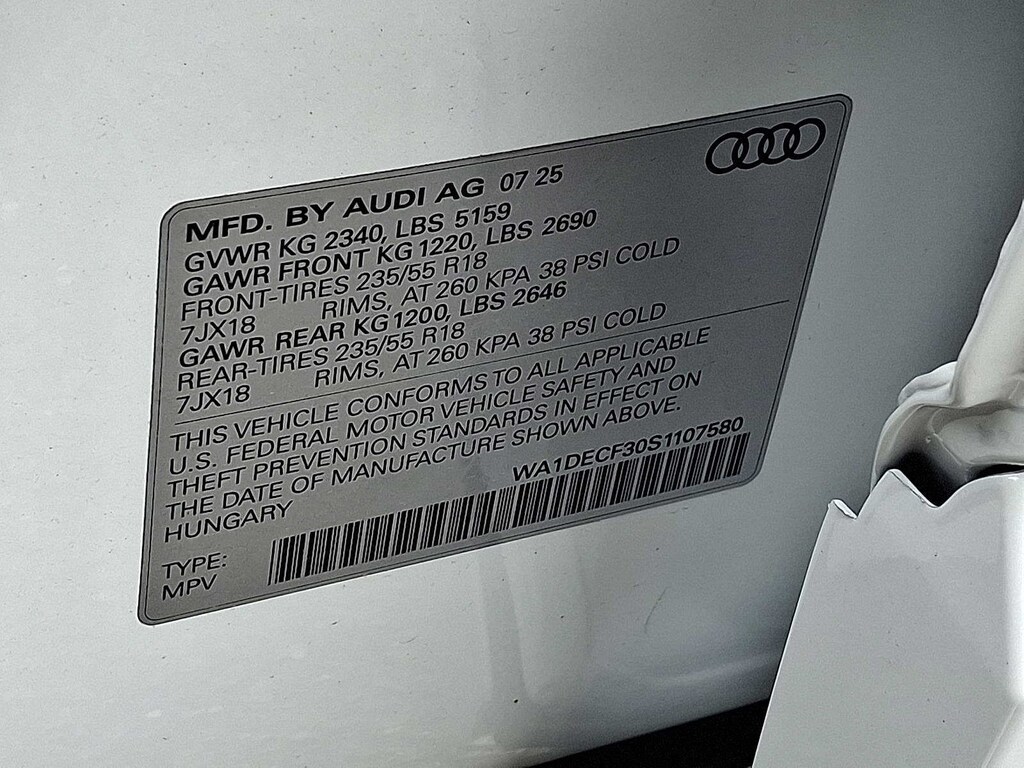 MFD. BY AUDI AG 07 25
GVWR KG 2340, LBS 5159
GAWR FRONT KG 1220, LBS 2690
FRONT-TIRES 235/55 R18
7JX18 RIMS, AT 260 KPA 38 PSI COLD
GAWR REAR KG 1200, LBS 2646
REAR-TIRES 235/55 R18
7JX18 RIMS, AT 260 KPA 38 PSI COLD
THIS VEHICLE CONFORMS TO ALL APPLICABLE
U.S. FEDERAL MOTOR VEHICLE SAFETY AND
THEFT PREVENTION STANDARDS IN EFFECT ON
THE DATE OF MANUFACTURE SHOWN ABOVE.
HUNGARY WA1DECF30S1107580
TYPE:
MPV